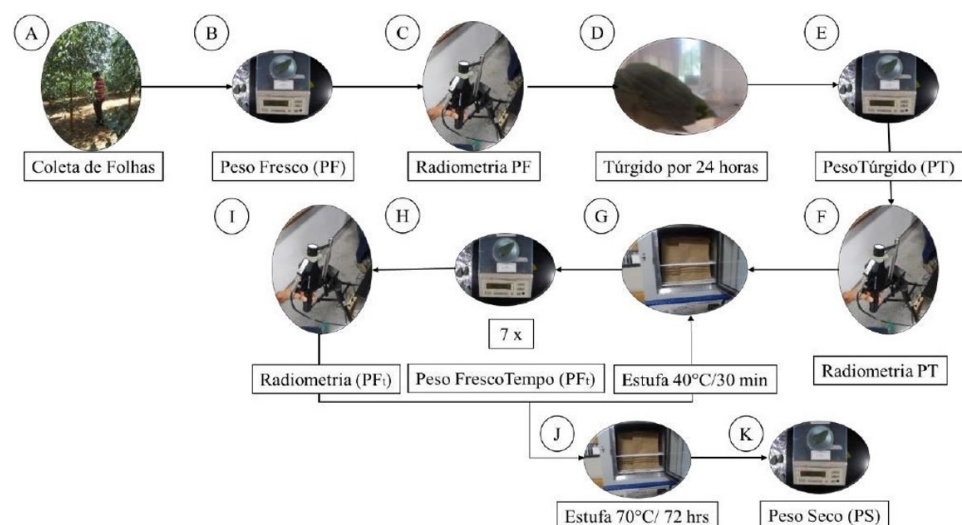 A
B
C
D
E
Coleta de Folhas
Peso Fresco (PF)
Radiometria PF
Túrgido por 24 horas
PesoTúrgido (PT)
I
H
G
F
7 x
Radiometria (PFt)
Peso FrescoTempo (PFt)
Estufa 40°C/30 min
Radiometria PT
J
K
Estufa 70°C/ 72 hrs
Peso Seco (PS)